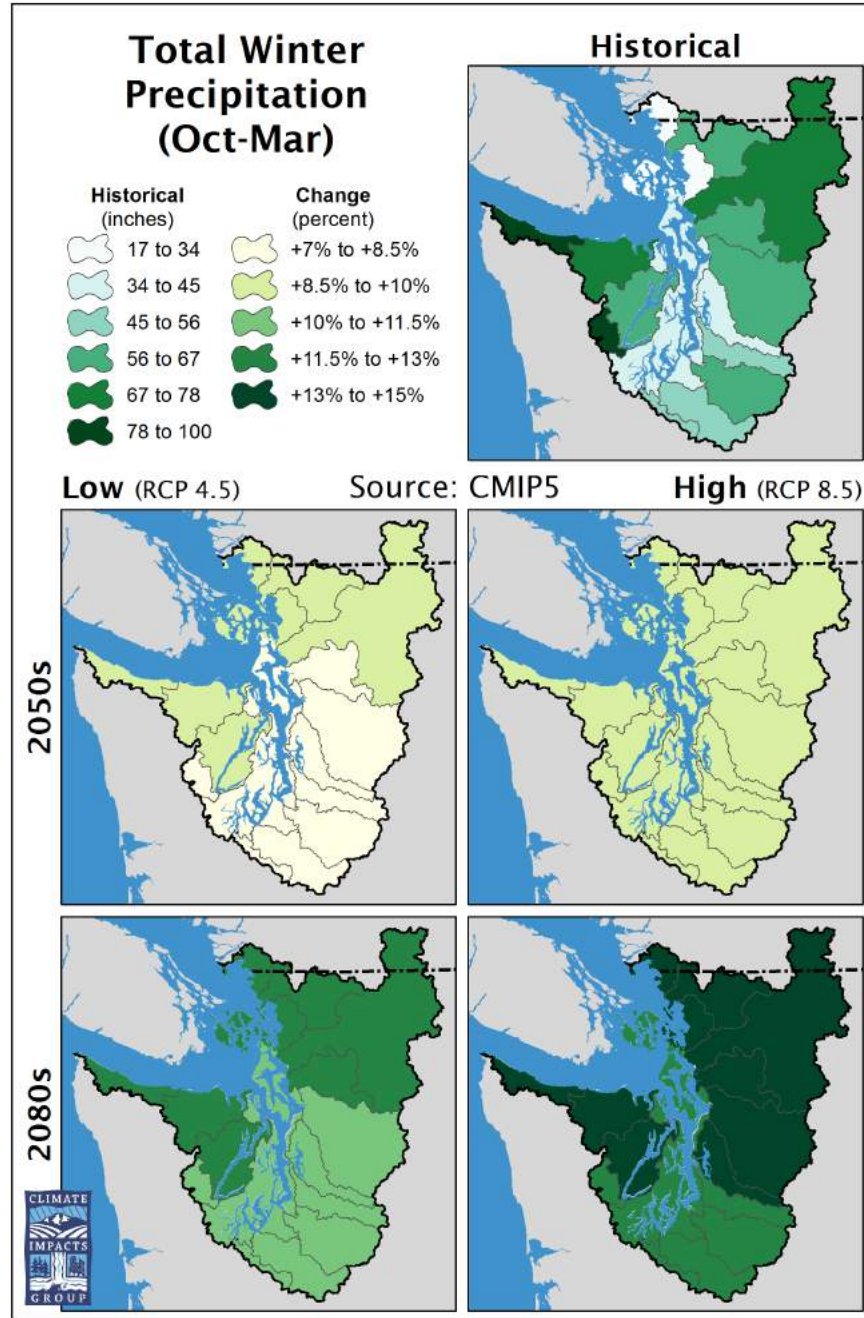 Total Winter
Precipitation
(Oct-Mar)
Historical
Historical
(inches)
17 to 34
34 to 45
45 to 56
56 to 67
67 to 78
78 to 100
Change
(percent)
+7% to +8.5%
+8.5% to +10%
+10% to +11.5%
+11.5% to +13%
+13% to +15%
Low (RCP 4.5) Source: CMIP5 High (RCP 8.5)
2050s
2080s
CLIMATE
IMPACTS
GROUP